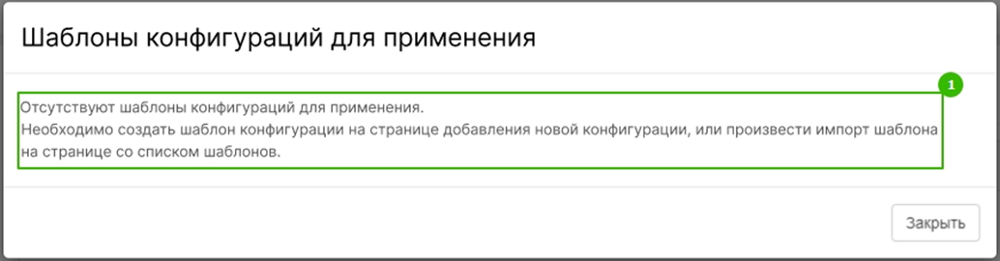 Шаблоны конфигураций для применения
1
Отсутствуют шаблоны конфигураций для применения.
Необходимо создать шаблон конфигурации на странице добавления новой конфигурации, или произвести импорт шаблона
на странице со списком шаблонов.
Закрыть